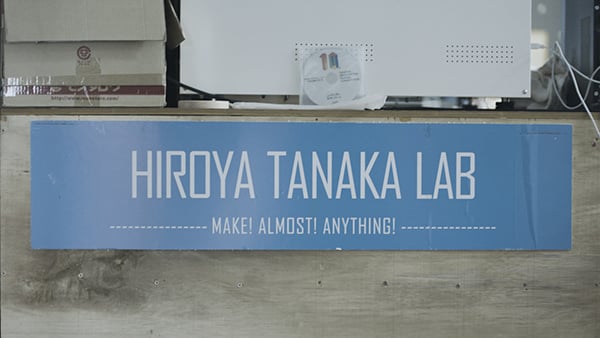 HIROYA TANAKA LAB
---------------- MAKE! ALMOST! ANYTHING! ----------------